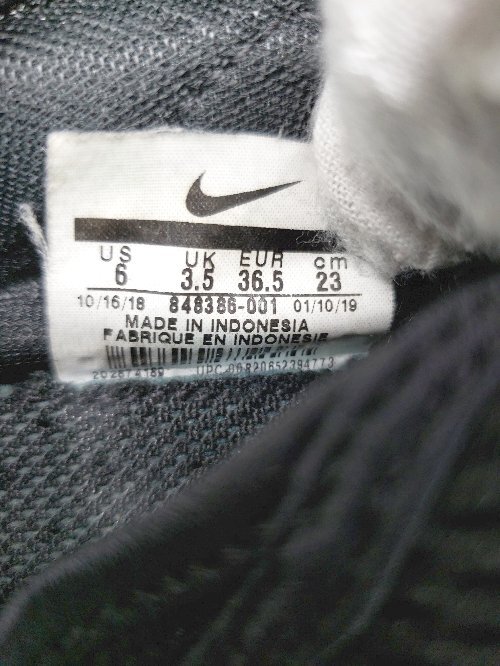 US UK EUR cm
6 3.5 36.5 23
10/16/18 848386-001 01/10/19
MADE IN INDONESIA
FABRIQUE EN INDONESIE